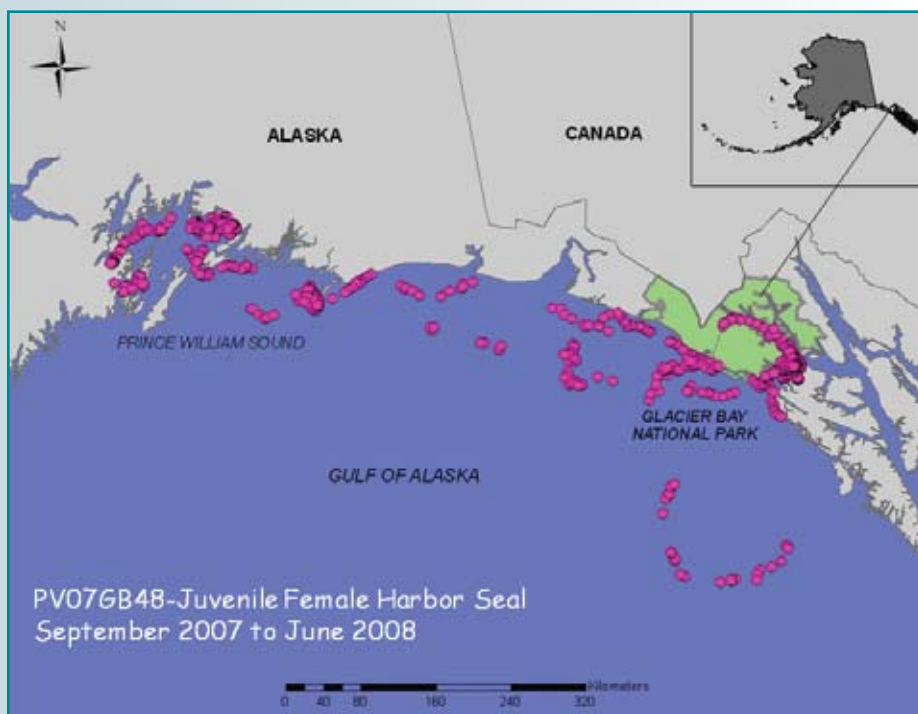 N
ALASKA
CANADA
PRINCE WILLIAM SOUND
GLACIER BAY
NATIONAL PARK
GULF OF ALASKA
PV07GB48-Juvenile Female Harbor Seal
September 2007 to June 2008
Kilometers
0 40 80 160 240 320